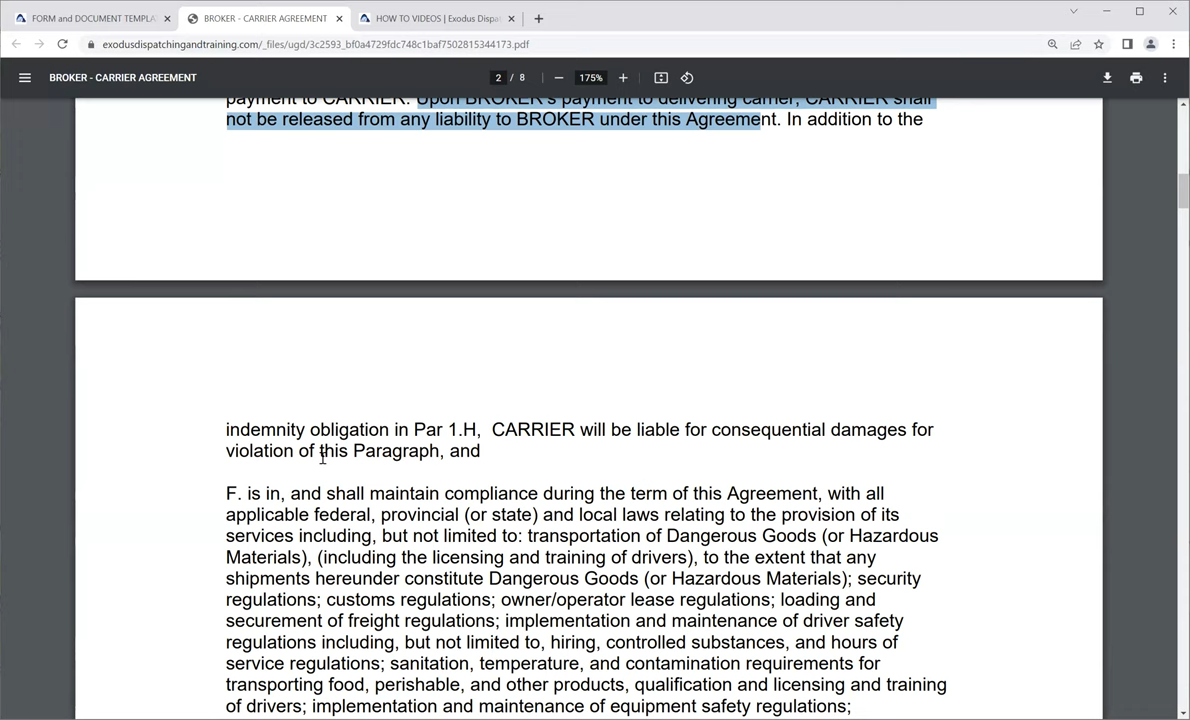 FORM and DOCUMENT TEMPLA
BROKER - CARRIER AGREEMENT
HOW TO VIDEOS | Exodus Dispa
exodusdispatchingandtraining.com/_files/ugd/3c2593_bf0a4729fdc748c1baf7502815344173.pdf
BROKER - CARRIER AGREEMENT
2 / 8
175%
payment to CARRIER. Upon BROKER's payment to delivering carrier, CARRIER shall
not be released from any liability to BROKER under this Agreement. In addition to the
indemnity obligation in Par 1.H, CARRIER will be liable for consequential damages for
violation of this Paragraph, and
F. is in, and shall maintain compliance during the term of this Agreement, with all
applicable federal, provincial (or state) and local laws relating to the provision of its
services including, but not limited to: transportation of Dangerous Goods (or Hazardous
Materials), (including the licensing and training of drivers), to the extent that any
shipments hereunder constitute Dangerous Goods (or Hazardous Materials); security
regulations; customs regulations; owner/operator lease regulations; loading and
securement of freight regulations; implementation and maintenance of driver safety
regulations including, but not limited to, hiring, controlled substances, and hours of
service regulations; sanitation, temperature, and contamination requirements for
transporting food, perishable, and other products, qualification and licensing and training
of drivers; implementation and maintenance of equipment safety regulations;